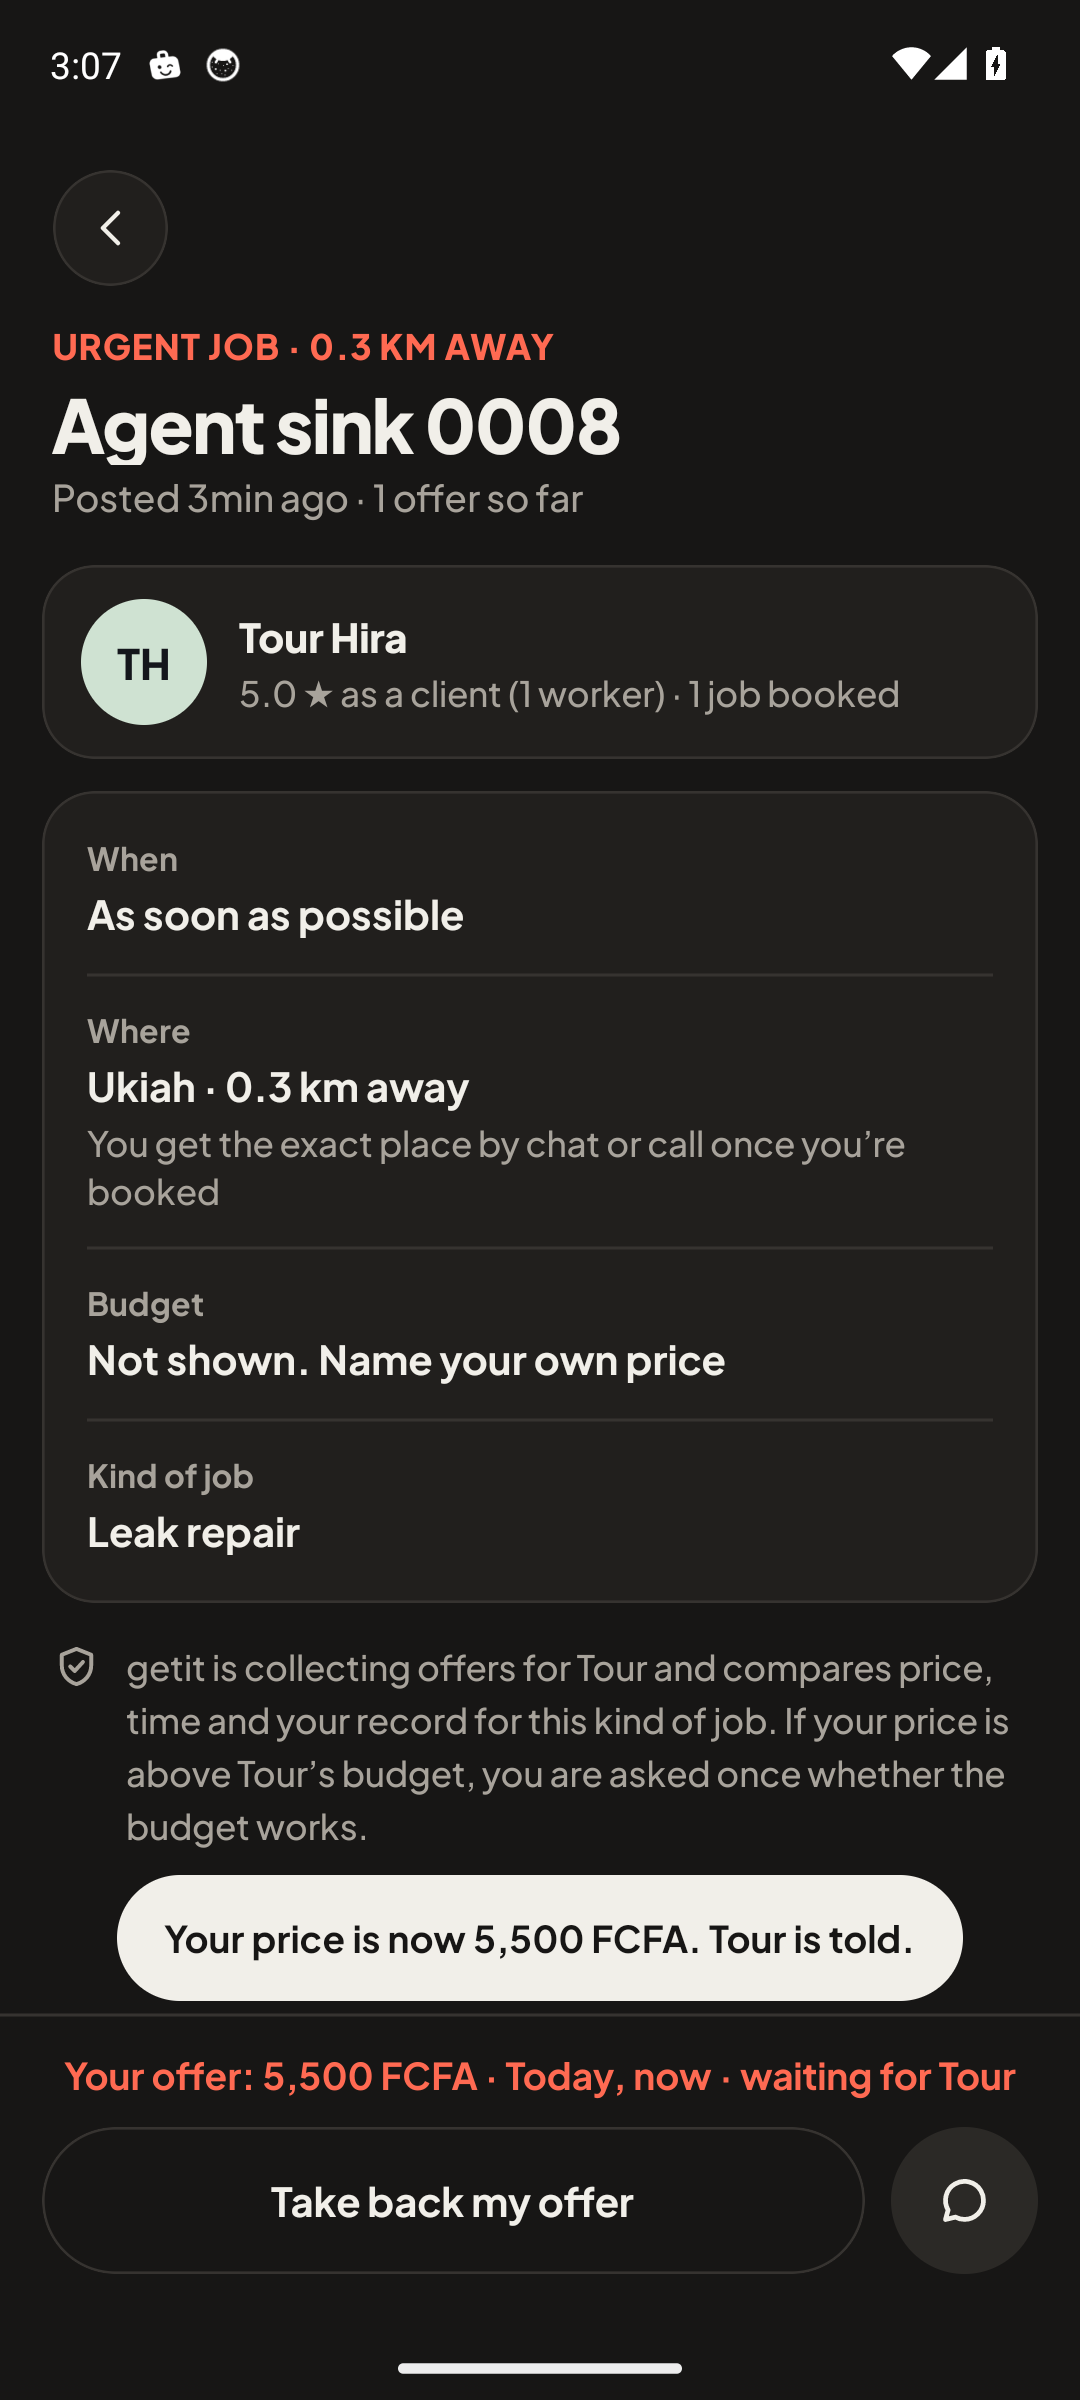 3:07
URGENT JOB · 0.3 KM AWAY
Agent sink 0008
Posted 3min ago · 1 offer so far
TH
Tour Hira
5.0 ★ as a client (1 worker) · 1 job booked
When
As soon as possible
Where
Ukiah · 0.3 km away
You get the exact place by chat or call once you’re
booked
Budget
Not shown. Name your own price
Kind of job
Leak repair
getit is collecting offers for Tour and compares price,
time and your record for this kind of job. If your price is
above Tour’s budget, you are asked once whether the
budget works.
Your price is now 5,500 FCFA. Tour is told.
Your offer: 5,500 FCFA · Today, now · waiting for Tour
Take back my offer